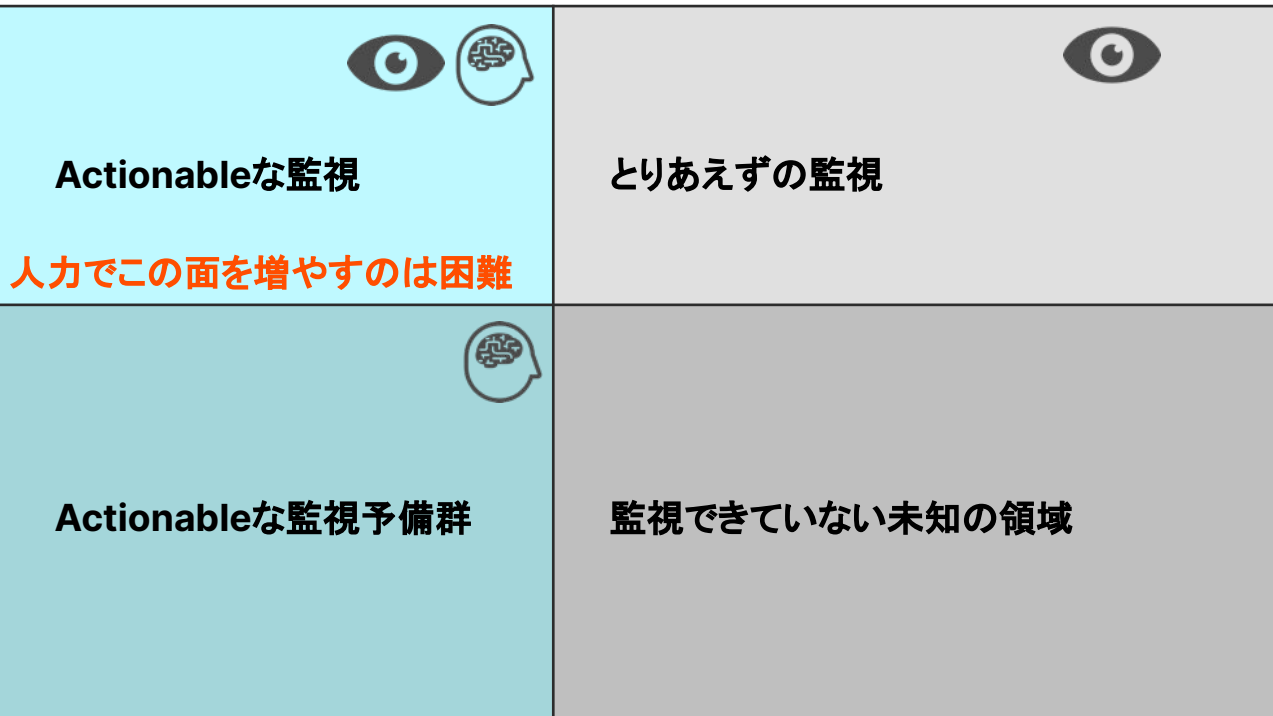 Actionableな監視
人力でこの面を増やすのは困難
とりあえずの監視
Actionableな監視予備群
監視できていない未知の領域